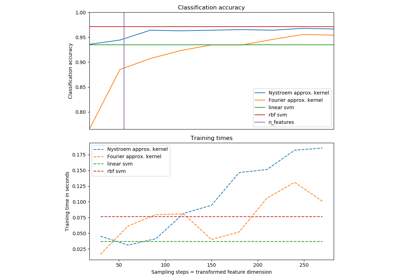 Classification accuracy
1.00
0.95
0.90
0.85
0.80
Classification accuracy
Nystroem approx. kernel
Fourier approx. kernel
linear svm
rbf svm
n_features
Training times
0.175
0.150
0.125
0.100
0.075
0.050
0.025
Training time in seconds
Nystroem approx. kernel
Fourier approx. kernel
linear svm
rbf svm
50 100 150 200 250
Sampling steps = transformed feature dimension